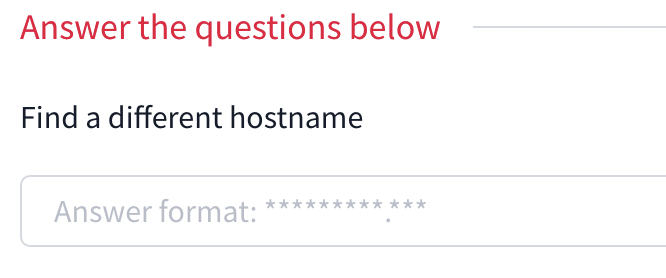 Answer the questions below
Find a different hostname
Answer format: *********.***